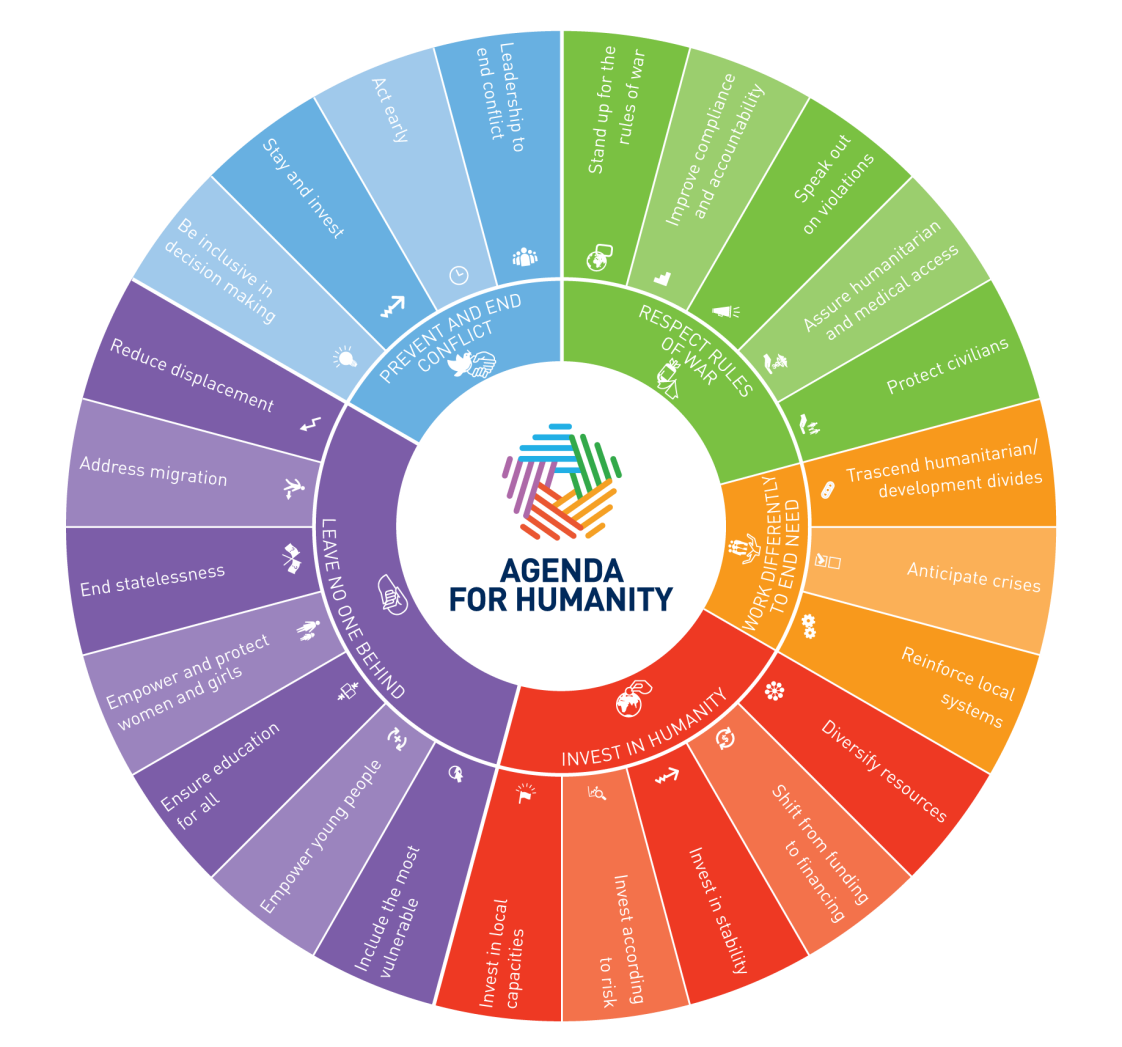 AGENDA
FOR HUMANITY
PREVENT AND END
CONFLICT
Be inclusive in
decision making
Stay and invest
Act early
Leadership to
end conflict
RESPECT RULES
OF WAR
Stand up for the
rules of war
Improve compliance
and accountability
Speak out
on violations
Assure humanitarian
and medical access
Protect civilians
WORK DIFFERENTLY
TO END NEED
Trascend humanitarian/
development divides
Anticipate crises
Reinforce local
systems
INVEST IN HUMANITY
Diversify resources
Shift from funding
to financing
Invest in stability
Invest according
to risk
Invest in local
capacities
LEAVE NO ONE BEHIND
Include the most
vulnerable
Empower young people
Ensure education
for all
Empower and protect
women and girls
End statelessness
Address migration
Reduce displacement